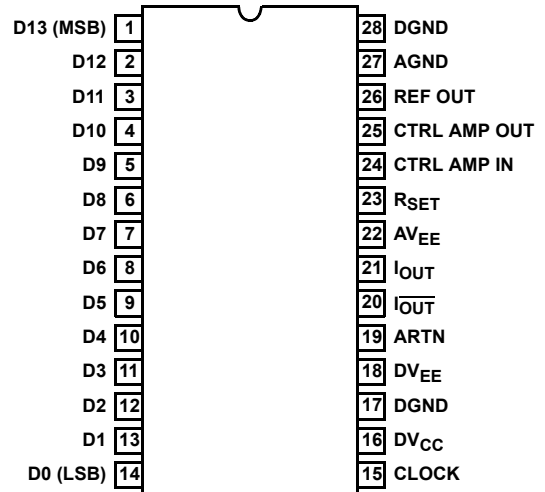 D13 (MSB) 1 28 DGND
D12 2 27 AGND
D11 3 26 REF OUT
D10 4 25 CTRL AMP OUT
D9 5 24 CTRL AMP IN
D8 6 23 RSET
D7 7 22 AVEE
D6 8 21 IOUT
D5 9 20 I̅O̅U̅T̅
D4 10 19 ARTN
D3 11 18 DVEE
D2 12 17 DGND
D1 13 16 DVCC
D0 (LSB) 14 15 CLOCK